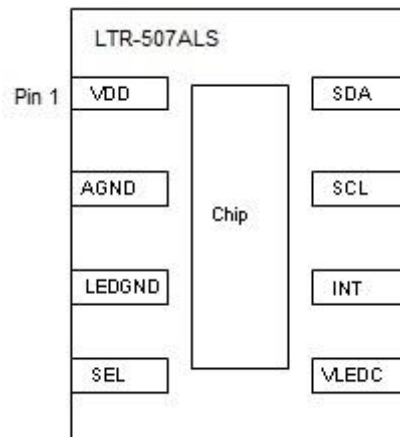 LTR-507ALS
Pin 1 VDD SDA
AGND SCL
Chip
LEDGND INT
SEL VLEDC